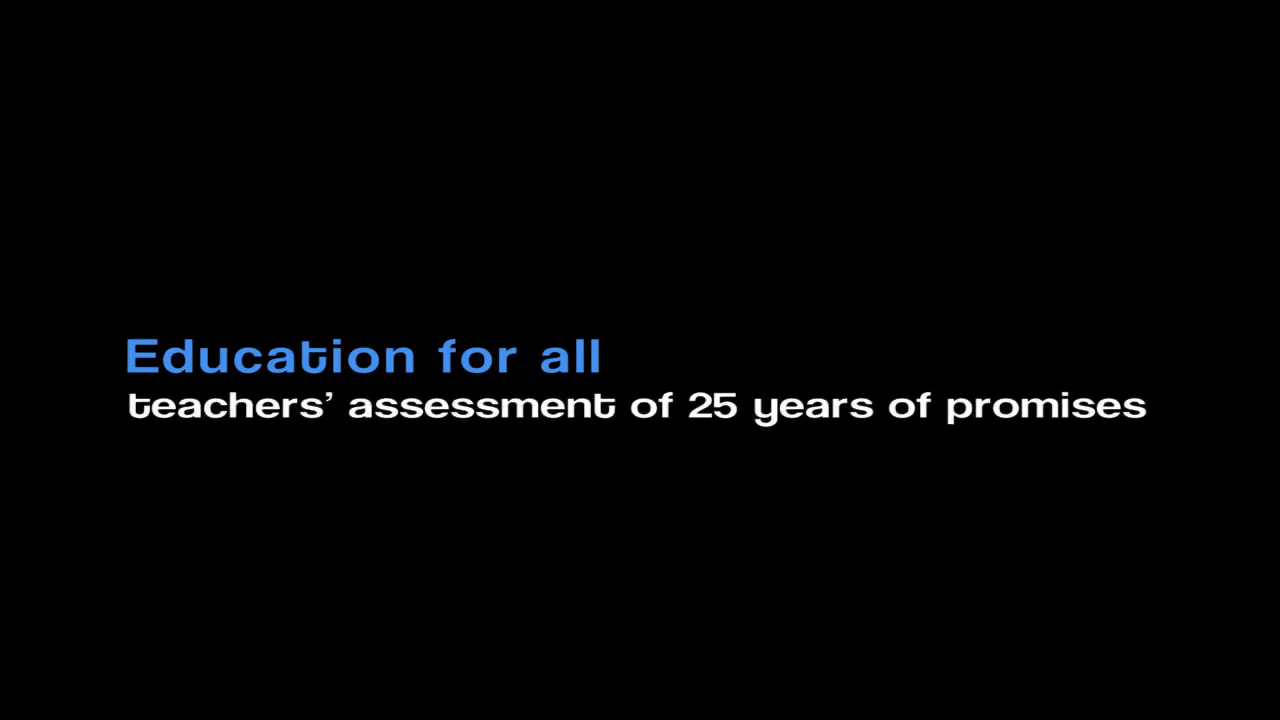 Education for all
teachers’ assessment of 25 years of promises